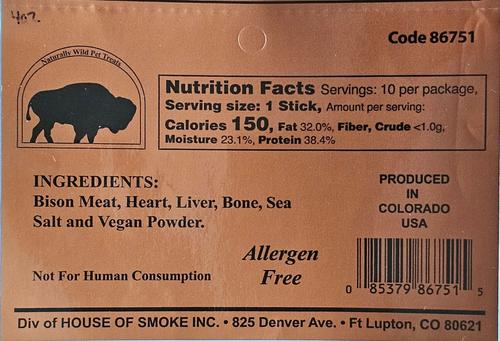 4oz.
Code 86751
Naturally Wild Pet Treats
Nutrition Facts Servings: 10 per package,
Serving size: 1 Stick, Amount per serving:
Calories 150, Fat 32.0%, Fiber, Crude <1.0g,
Moisture 23.1%, Protein 38.4%
INGREDIENTS:
Bison Meat, Heart, Liver, Bone, Sea
Salt and Vegan Powder.
PRODUCED
IN
COLORADO
USA
Allergen
Free
Not For Human Consumption
0 85379 86751 5
Div of HOUSE OF SMOKE INC. • 825 Denver Ave. • Ft Lupton, CO 80621